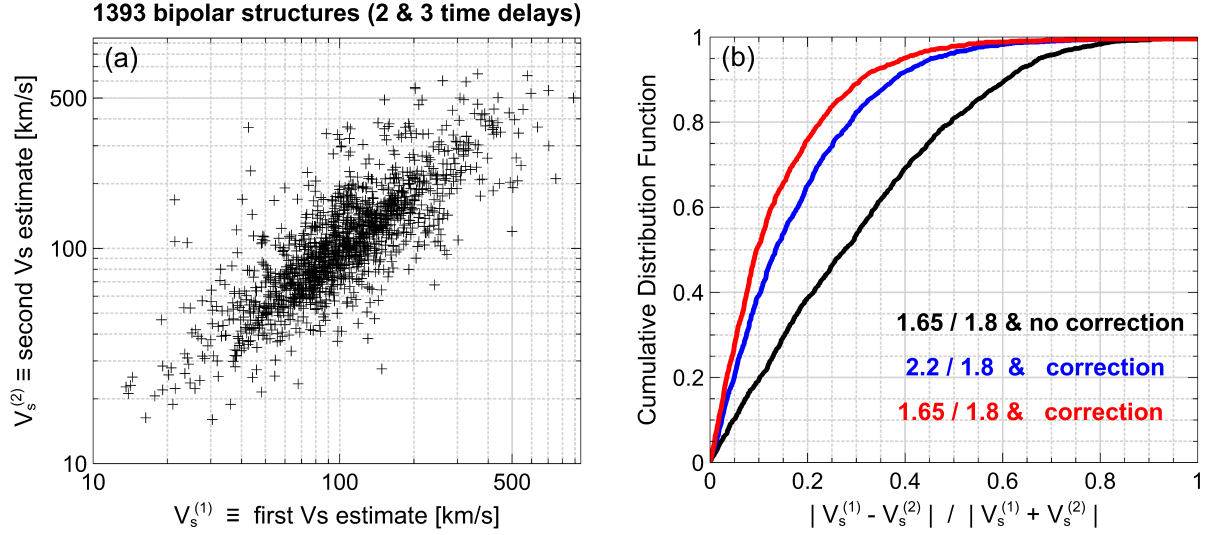 1393 bipolar structures (2 & 3 time delays)
(a)
V_s^(2) ≡ second Vs estimate [km/s]
500
100
10
10
100
500
V_s^(1) ≡ first Vs estimate [km/s]
(b)
Cumulative Distribution Function
1
0.8
0.6
0.4
0.2
0
1.65 / 1.8 & no correction
2.2 / 1.8 & correction
1.65 / 1.8 & correction
0
0.2
0.4
0.6
0.8
1
| V_s^(1) - V_s^(2) | / | V_s^(1) + V_s^(2) |